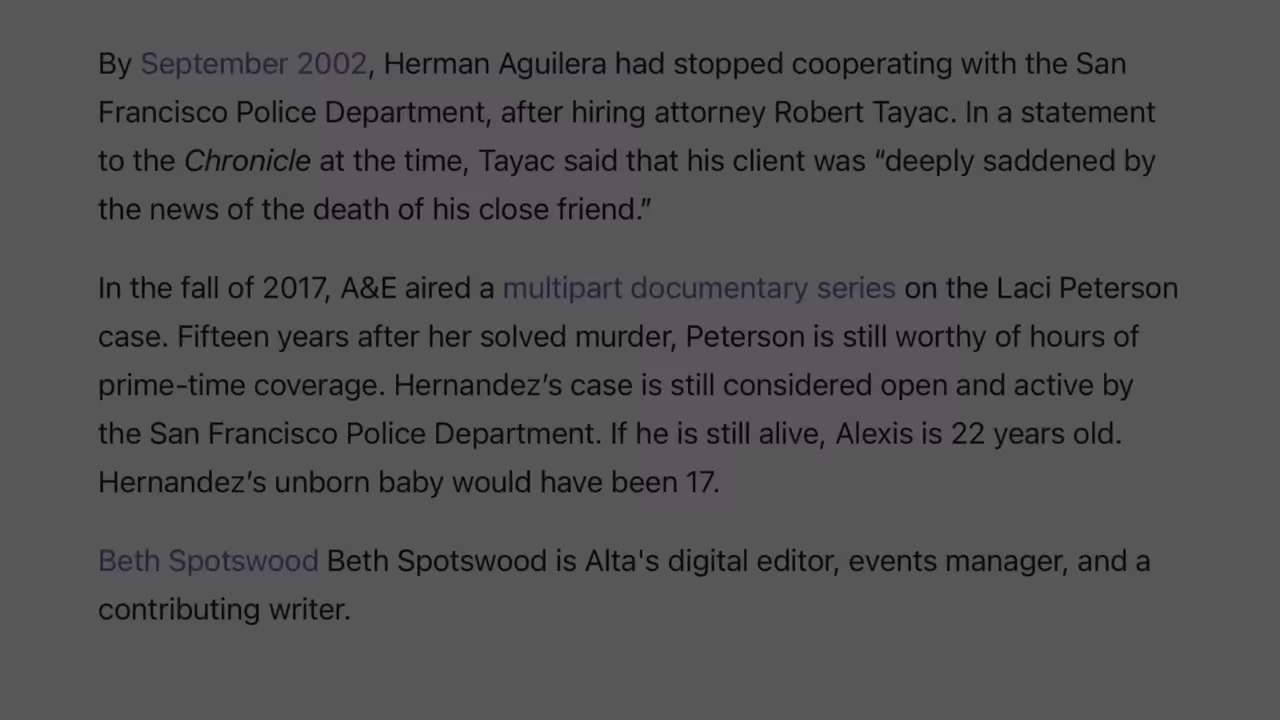 By September 2002, Herman Aguilera had stopped cooperating with the San
Francisco Police Department, after hiring attorney Robert Tayac. In a statement
to the Chronicle at the time, Tayac said that his client was “deeply saddened by
the news of the death of his close friend.”
In the fall of 2017, A&E aired a multipart documentary series on the Laci Peterson
case. Fifteen years after her solved murder, Peterson is still worthy of hours of
prime-time coverage. Hernandez’s case is still considered open and active by
the San Francisco Police Department. If he is still alive, Alexis is 22 years old.
Hernandez’s unborn baby would have been 17.
Beth Spotswood Beth Spotswood is Alta's digital editor, events manager, and a
contributing writer.